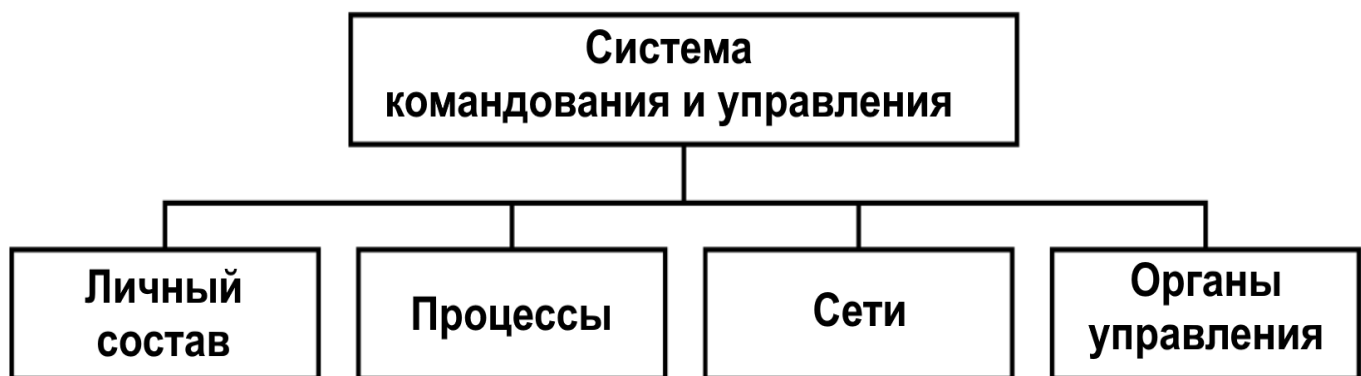 Система
командования и управления
Личный
состав
Процессы
Сети
Органы
управления